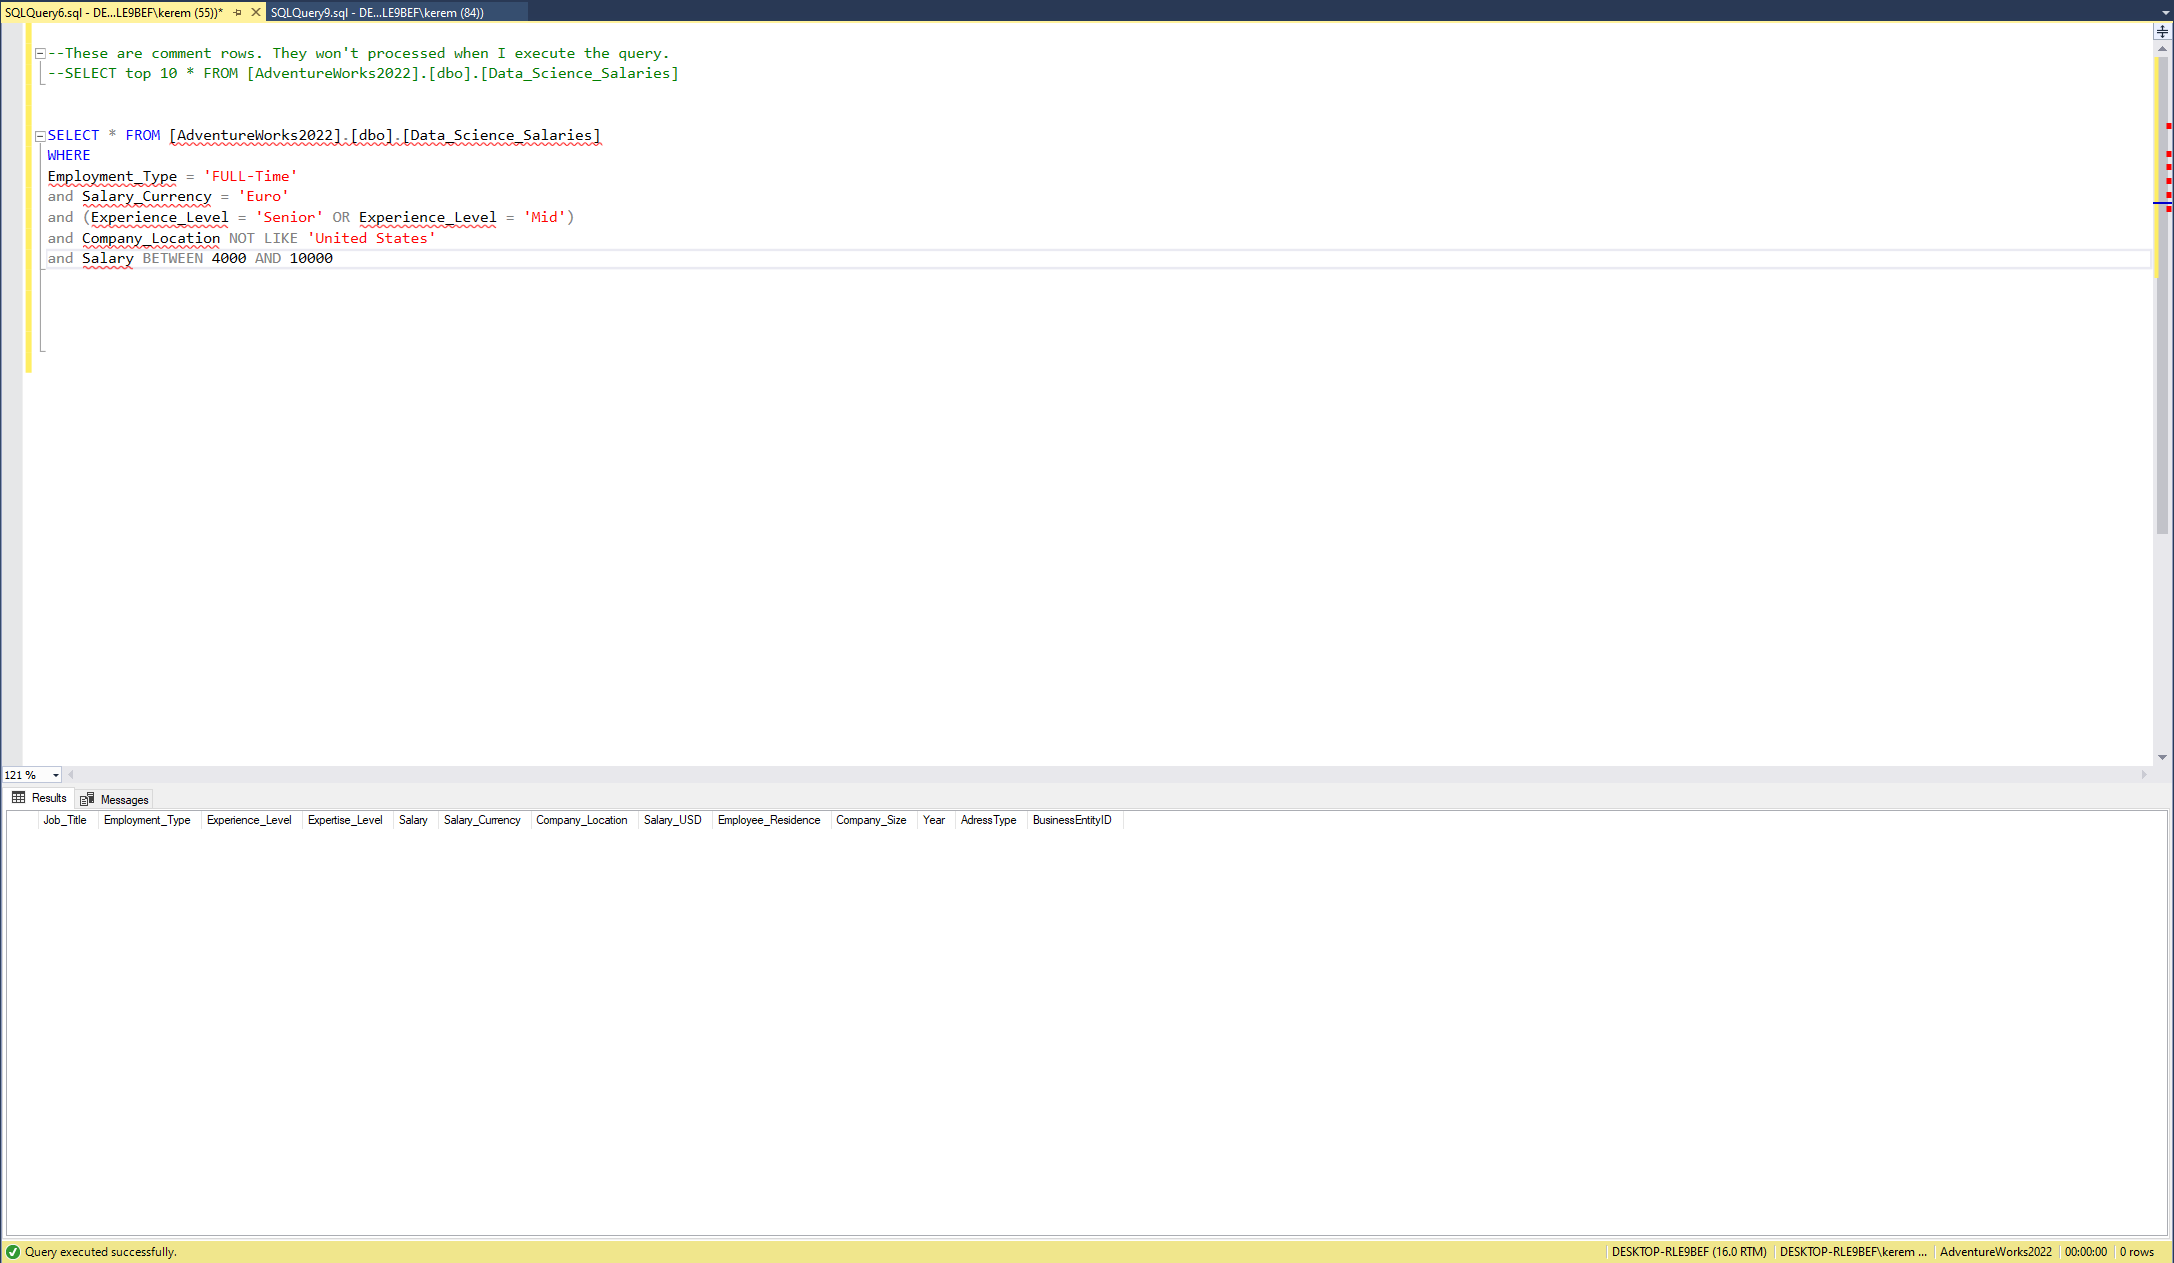 SQLQuery6.sql - DE...LE9BEF\kerem (55))* SQLQuery9.sql - DE...LE9BEF\kerem (84))
--These are comment rows. They won't processed when I execute the query.
--SELECT top 10 * FROM [AdventureWorks2022].[dbo].[Data_Science_Salaries]
SELECT * FROM [AdventureWorks2022].[dbo].[Data_Science_Salaries]
WHERE
Employment_Type = 'FULL-Time'
and Salary_Currency = 'Euro'
and (Experience_Level = 'Senior' OR Experience_Level = 'Mid')
and Company_Location NOT LIKE 'United States'
and Salary BETWEEN 4000 AND 10000
121 %
Results Messages
Job_Title Employment_Type Experience_Level Expertise_Level Salary Salary_Currency Company_Location Salary_USD Employee_Residence Company_Size Year AdressType BusinessEntityID
Query executed successfully. DESKTOP-RLE9BEF (16.0 RTM) DESKTOP-RLE9BEF\kerem ... AdventureWorks2022 00:00:00 0 rows